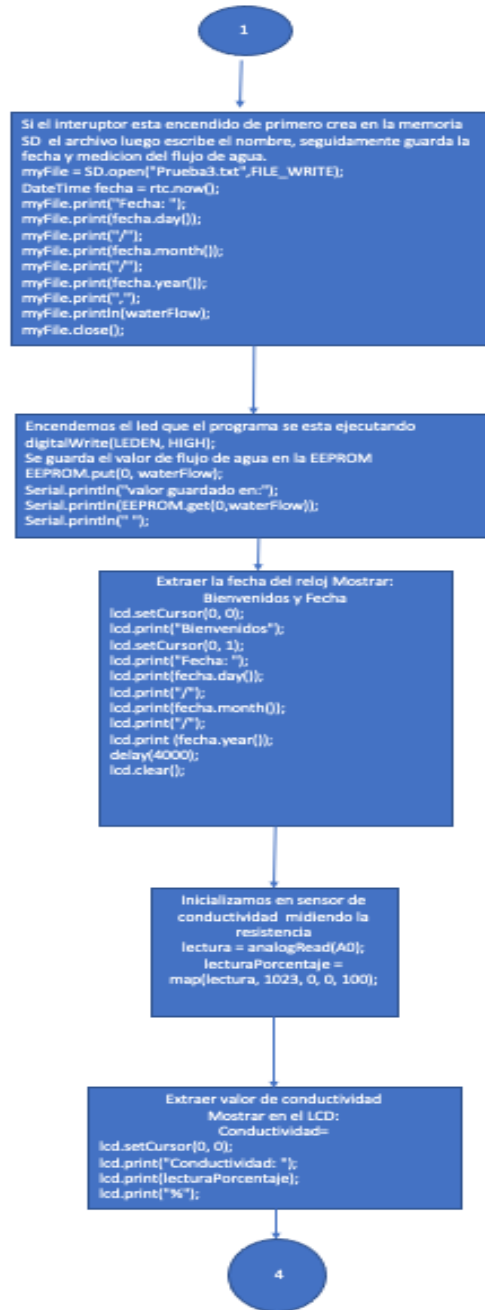 1
Si el interuptor esta encendido de primero crea en la memoria
SD el archivo luego escribe el nombre, seguidamente guarda la
fecha y medicion del flujo de agua.
myFile = SD.open("Prueba3.txt",FILE_WRITE);
DateTime fecha = rtc.now();
myFile.print("Fecha: ");
myFile.print(fecha.day());
myFile.print("/");
myFile.print(fecha.month());
myFile.print("/");
myFile.print(fecha.year());
myFile.print(",");
myFile.println(waterFlow);
myFile.close();
Encendemos el led que el programa se esta ejecutando
digitalWrite(LEDEN, HIGH);
Se guarda el valor de flujo de agua en la EEPROM
EEPROM.put(0, waterFlow);
Serial.println("valor guardado en:");
Serial.println(EEPROM.get(0,waterFlow));
Serial.println(" ");
Extraer la fecha del reloj Mostrar:
Bienvenidos y Fecha
lcd.setCursor(0, 0);
lcd.print("Bienvenidos");
lcd.setCursor(0, 1);
lcd.print("Fecha: ");
lcd.print(fecha.day());
lcd.print("/");
lcd.print(fecha.month());
lcd.print("/");
lcd.print (fecha.year());
delay(4000);
lcd.clear();
Inicializamos en sensor de
conductividad midiendo la
resistencia
lectura = analogRead(A0);
lecturaPorcentaje =
map(lectura, 1023, 0, 0, 100);
Extraer valor de conductividad
Mostrar en el LCD:
Conductividad=
lcd.setCursor(0, 0);
lcd.print("Conductividad: ");
lcd.print(lecturaPorcentaje);
lcd.print("%");
4